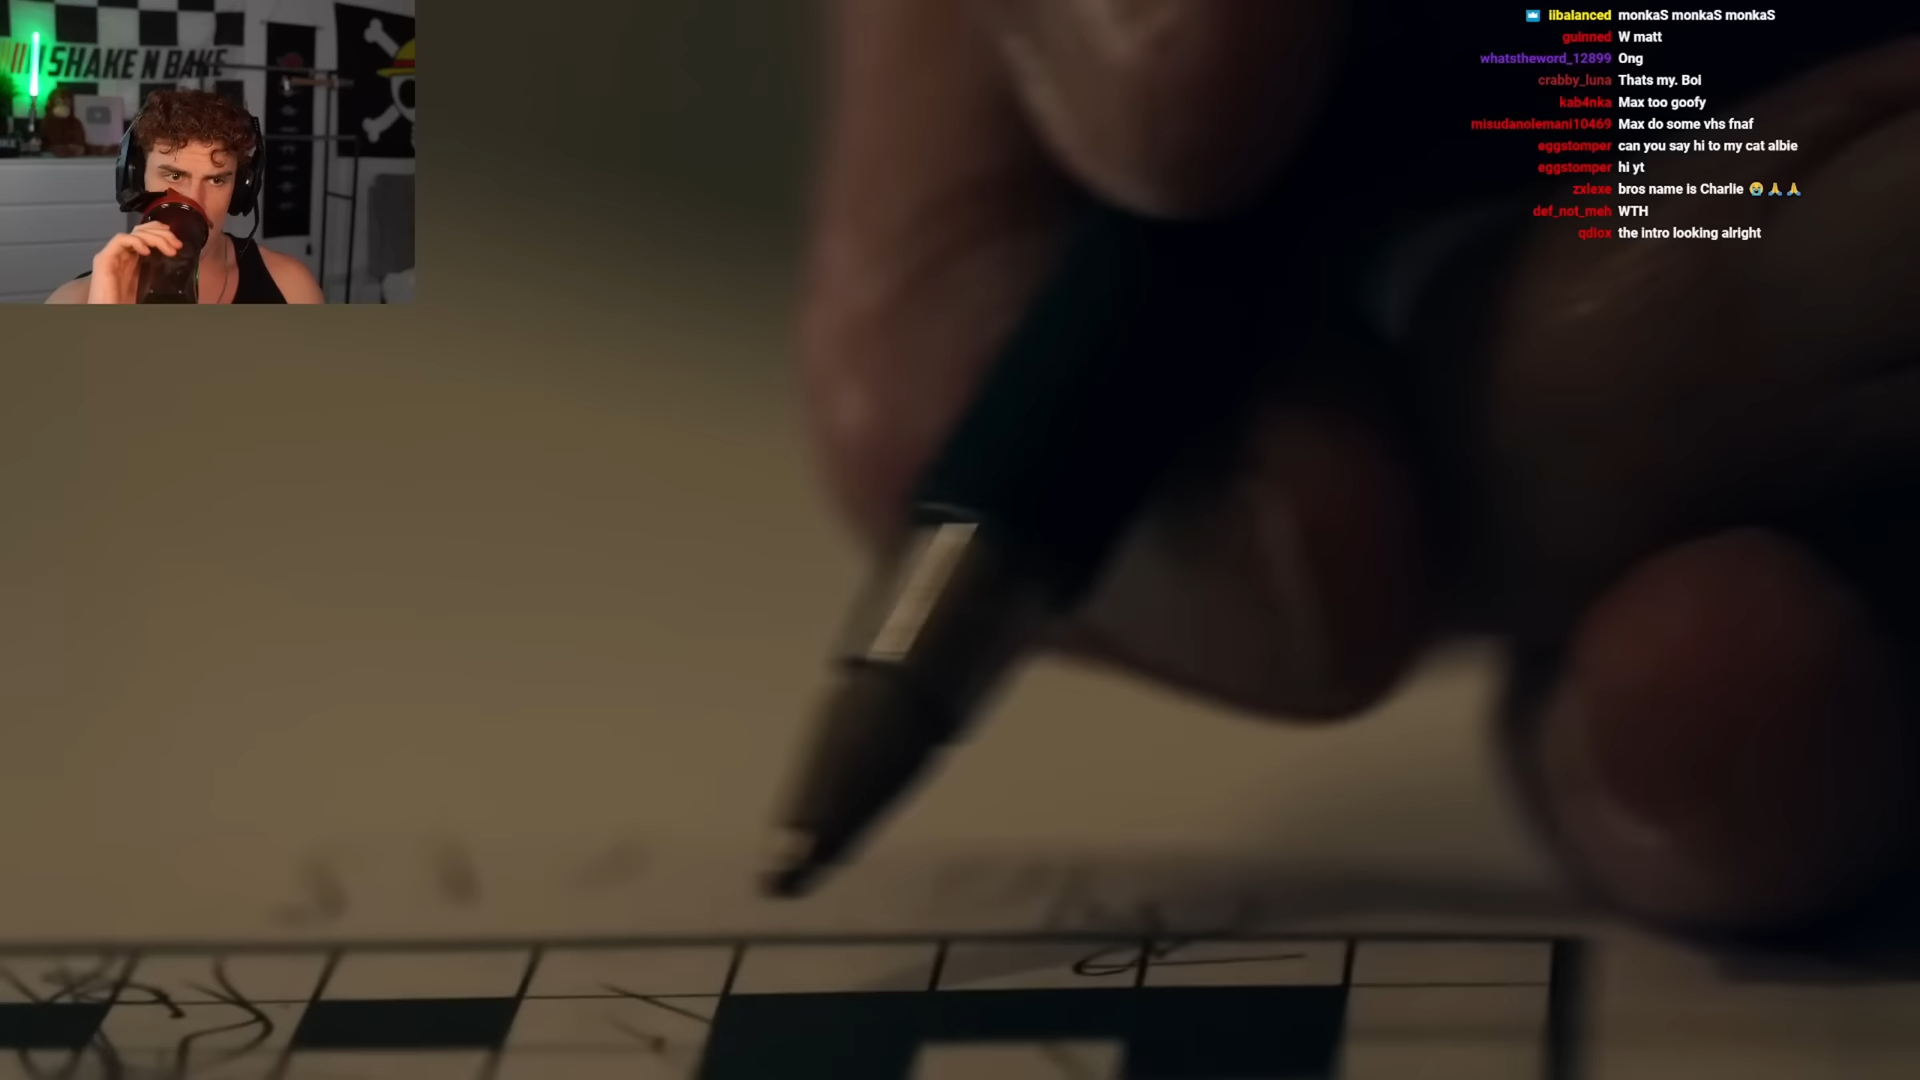 SHAKE N BAKE
iibalanced monkaS monkaS monkaS
guinned W matt
whatstheword_12899 Ong
crabby_luna Thats my. Boi
kab4nka Max too goofy
misudanolemani10469 Max do some vhs fnaf
eggstomper can you say hi to my cat albie
eggstomper hi yt
zxlexe bros name is Charlie 😭 🙏 🙏
def_not_meh WTH
qdiox the intro looking alright